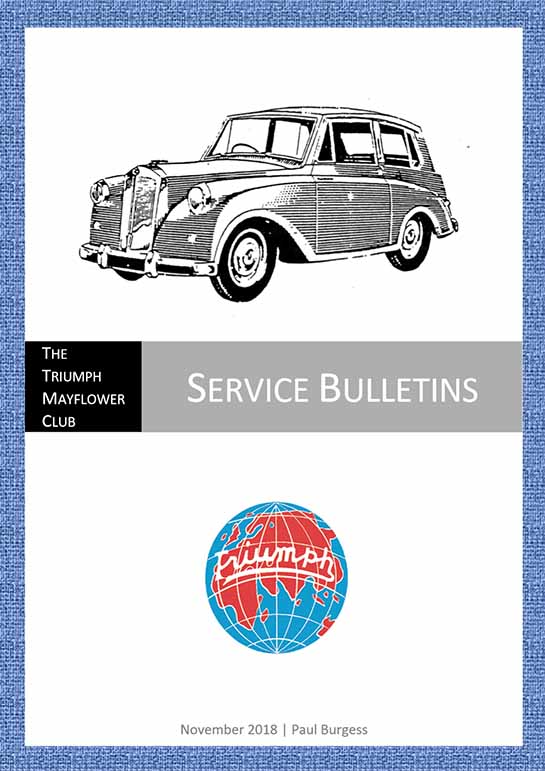 THE
TRIUMPH
MAYFLOWER
CLUB
SERVICE BULLETINS
Triumph
November 2018 | Paul Burgess